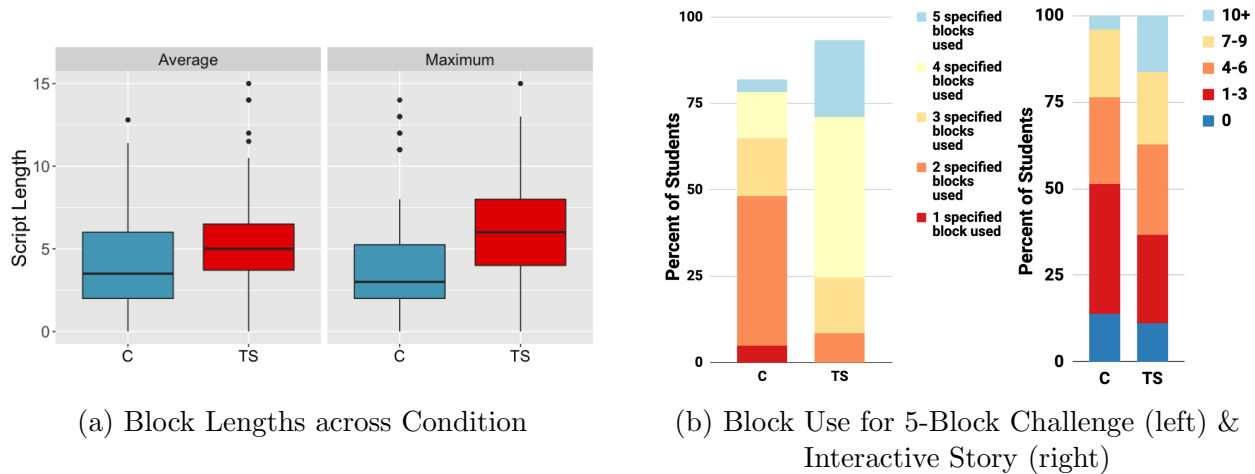 Average
Maximum
Script Length
15
10
5
0
C
TS
C
TS
(a) Block Lengths across Condition
Percent of Students
100
75
50
25
0
C
TS
5 specified
blocks
used
4 specified
blocks
used
3 specified
blocks
used
2 specified
blocks
used
1 specified
block used
Percent of Students
100
75
50
25
0
C
TS
10+
7-9
4-6
1-3
0
(b) Block Use for 5-Block Challenge (left) &
Interactive Story (right)